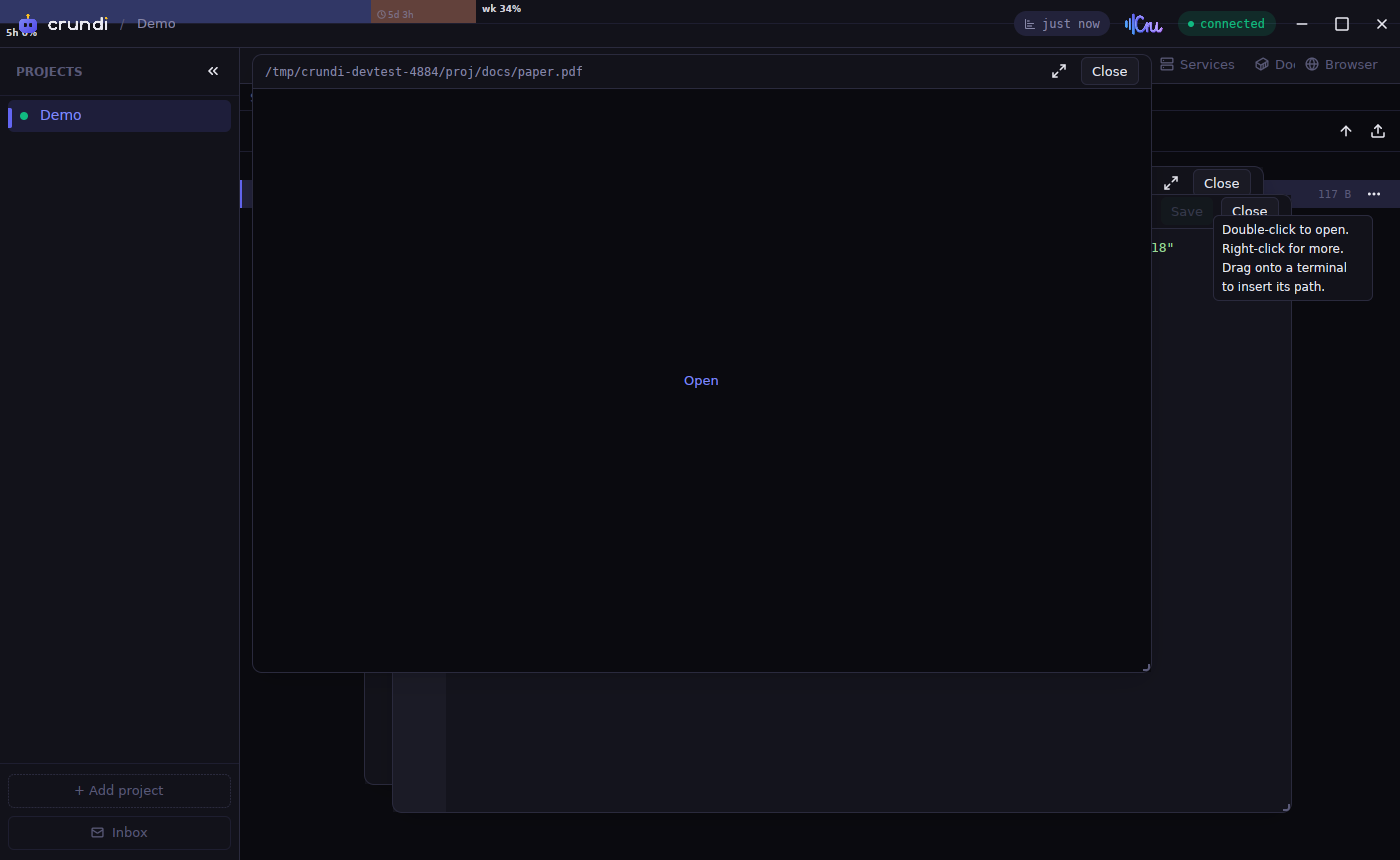 5d 3h
wk 34%
5h 0%
crundi / Demo
just now
Cru
connected
PROJECTS
/tmp/crundi-devtest-4884/proj/docs/paper.pdf
Close
Services
Doc
Browser
Demo
Close
117 B
Save
Close
Double-click to open.
Right-click for more.
Drag onto a terminal
to insert its path.
18"
Open
+ Add project
Inbox